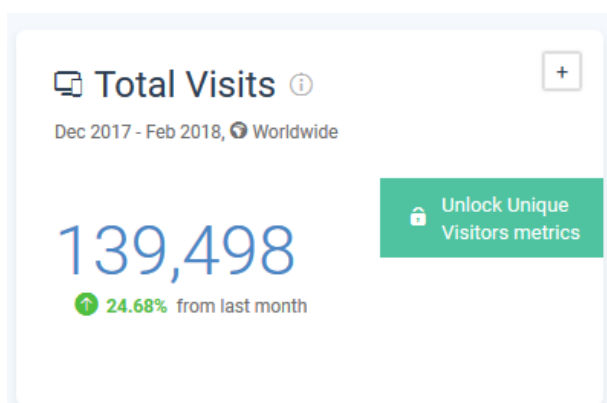 Total Visits
+
Dec 2017 - Feb 2018, Worldwide
Unlock Unique
Visitors metrics
139,498
24.68% from last month